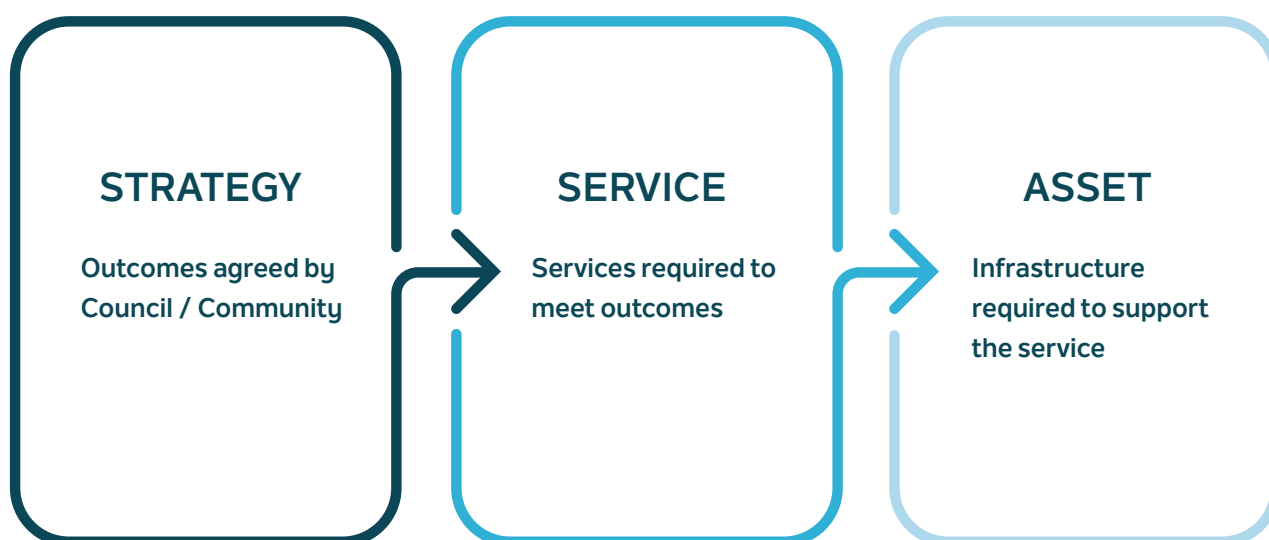 STRATEGY
Outcomes agreed by
Council / Community
SERVICE
Services required to
meet outcomes
ASSET
Infrastructure
required to support
the service